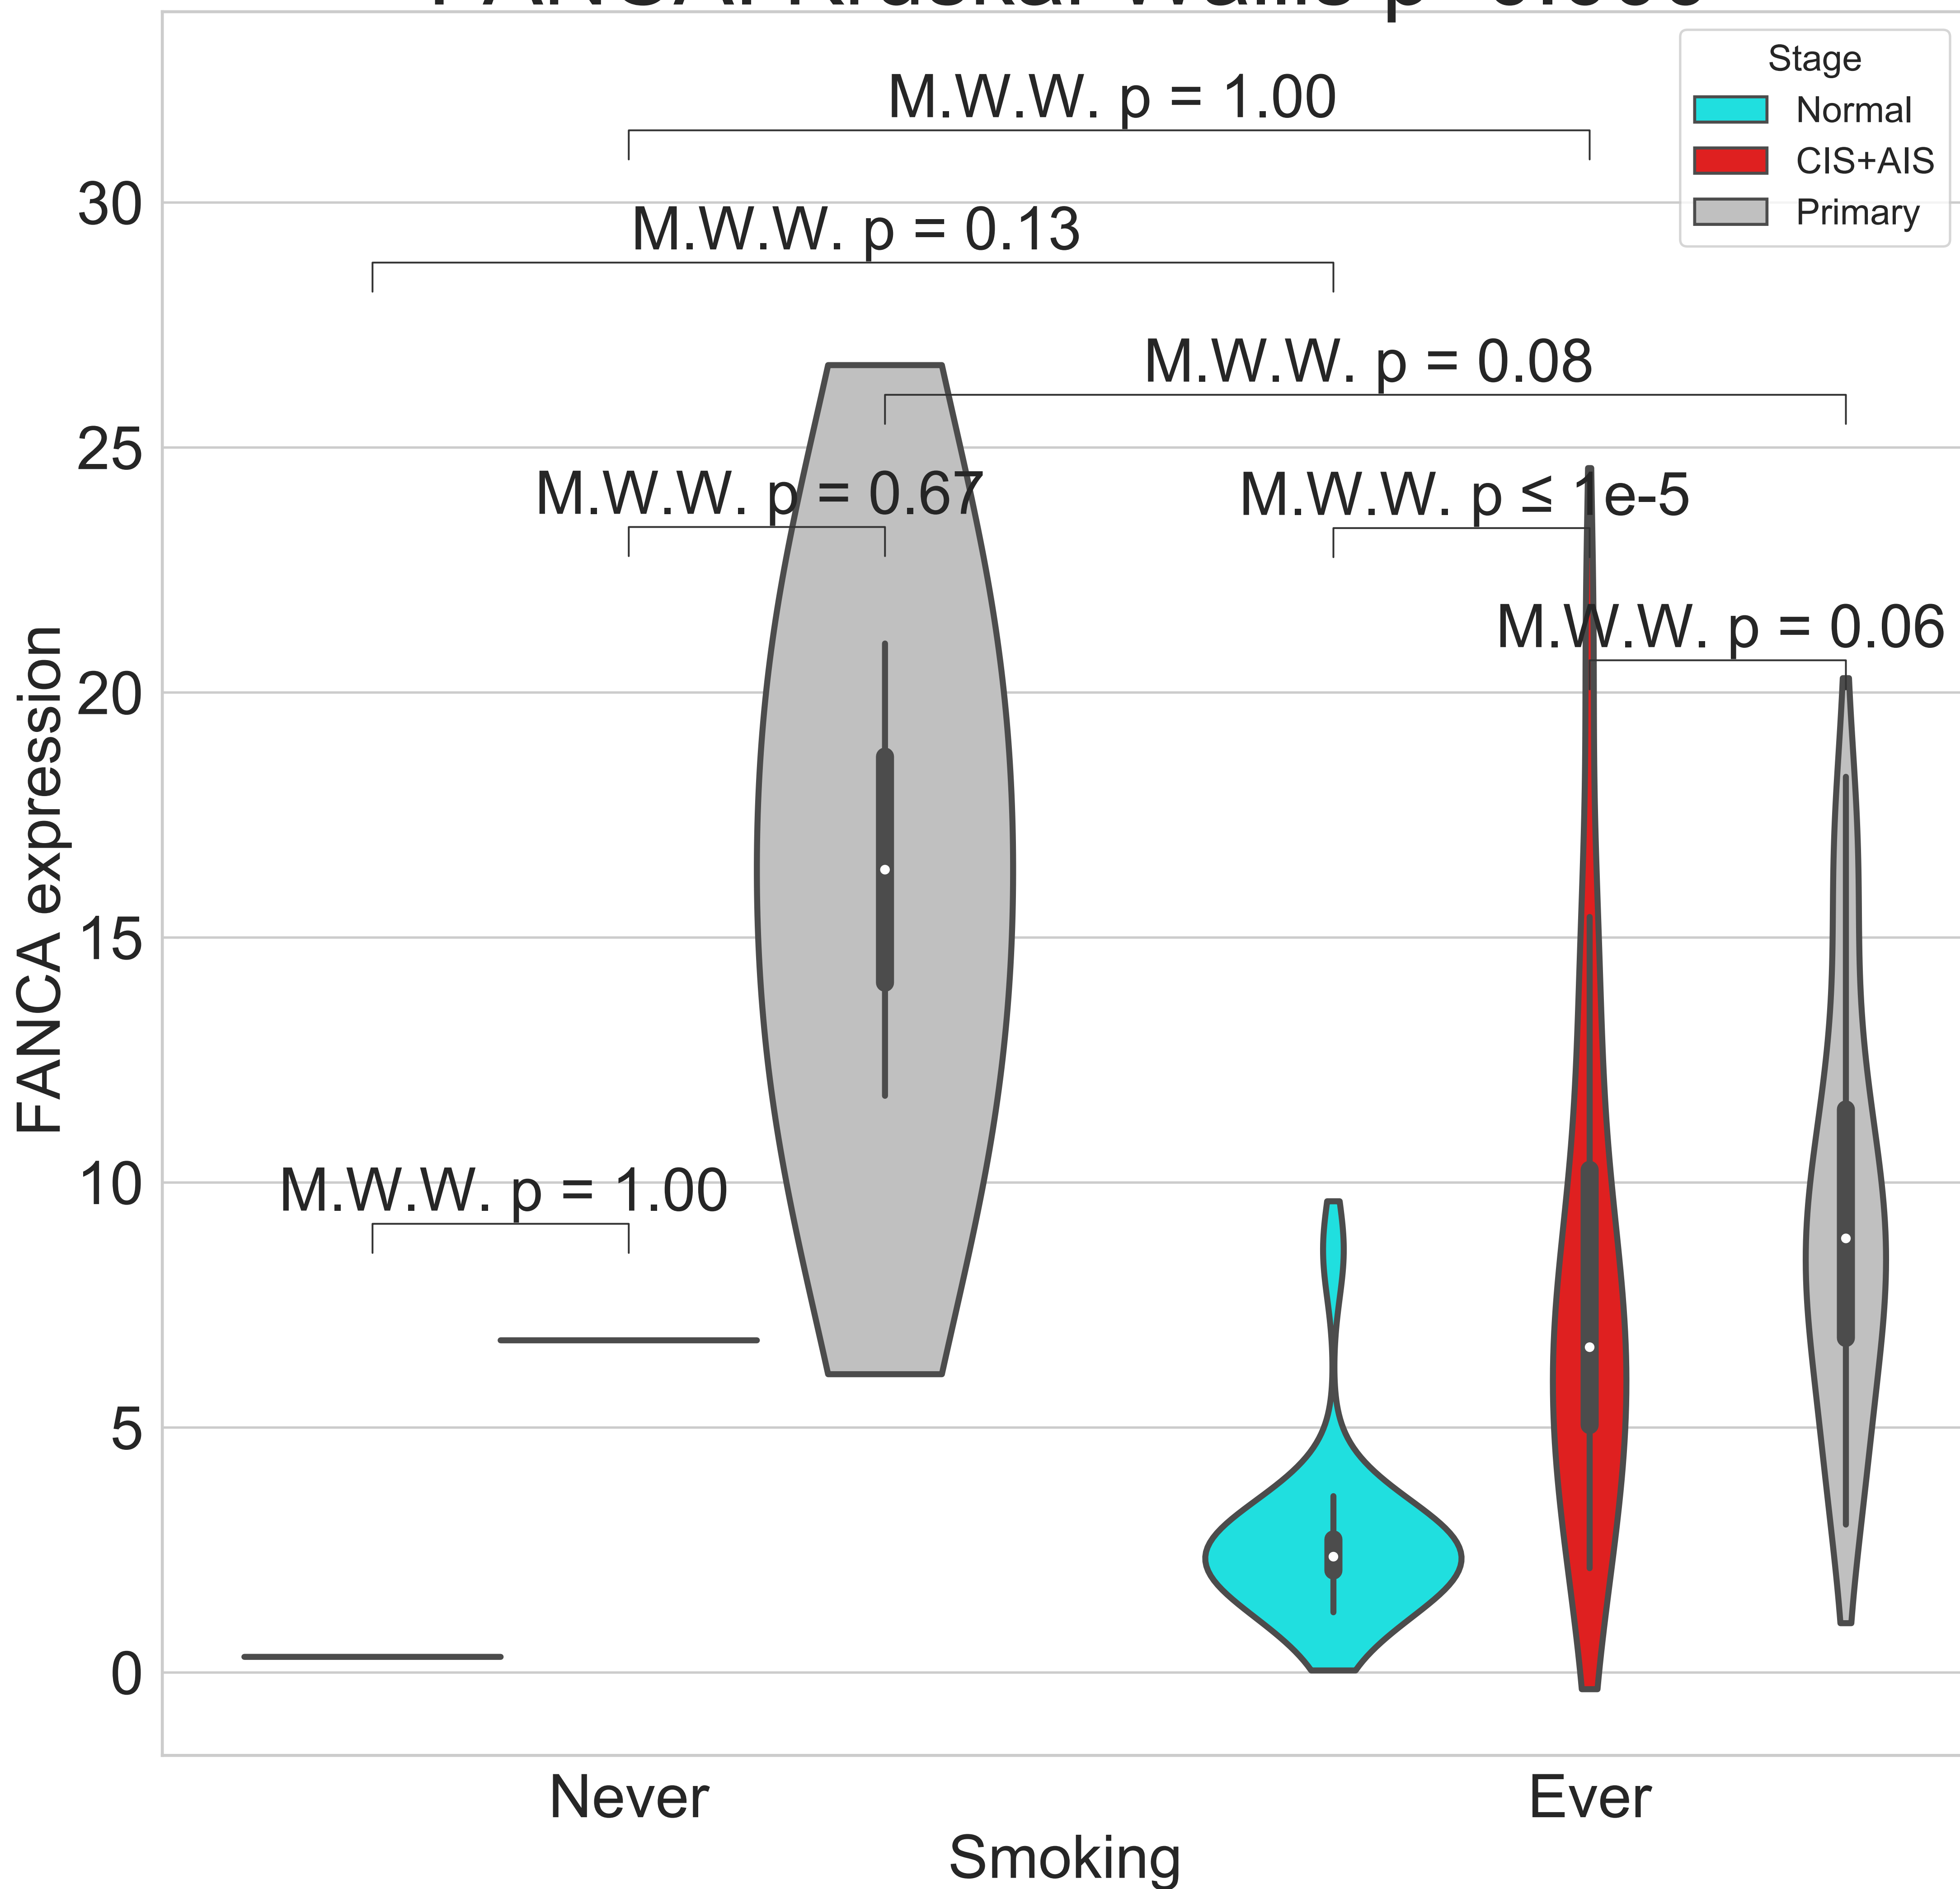 Stage
Normal
CIS+AIS
Primary
M.W.W. p = 1.00
M.W.W. p = 0.13
M.W.W. p = 0.08
M.W.W. p = 0.67
M.W.W. p ≤ 1e-5
M.W.W. p = 0.06
M.W.W. p = 1.00
30
25
20
15
10
5
0
FANCA expression
Never
Ever
Smoking